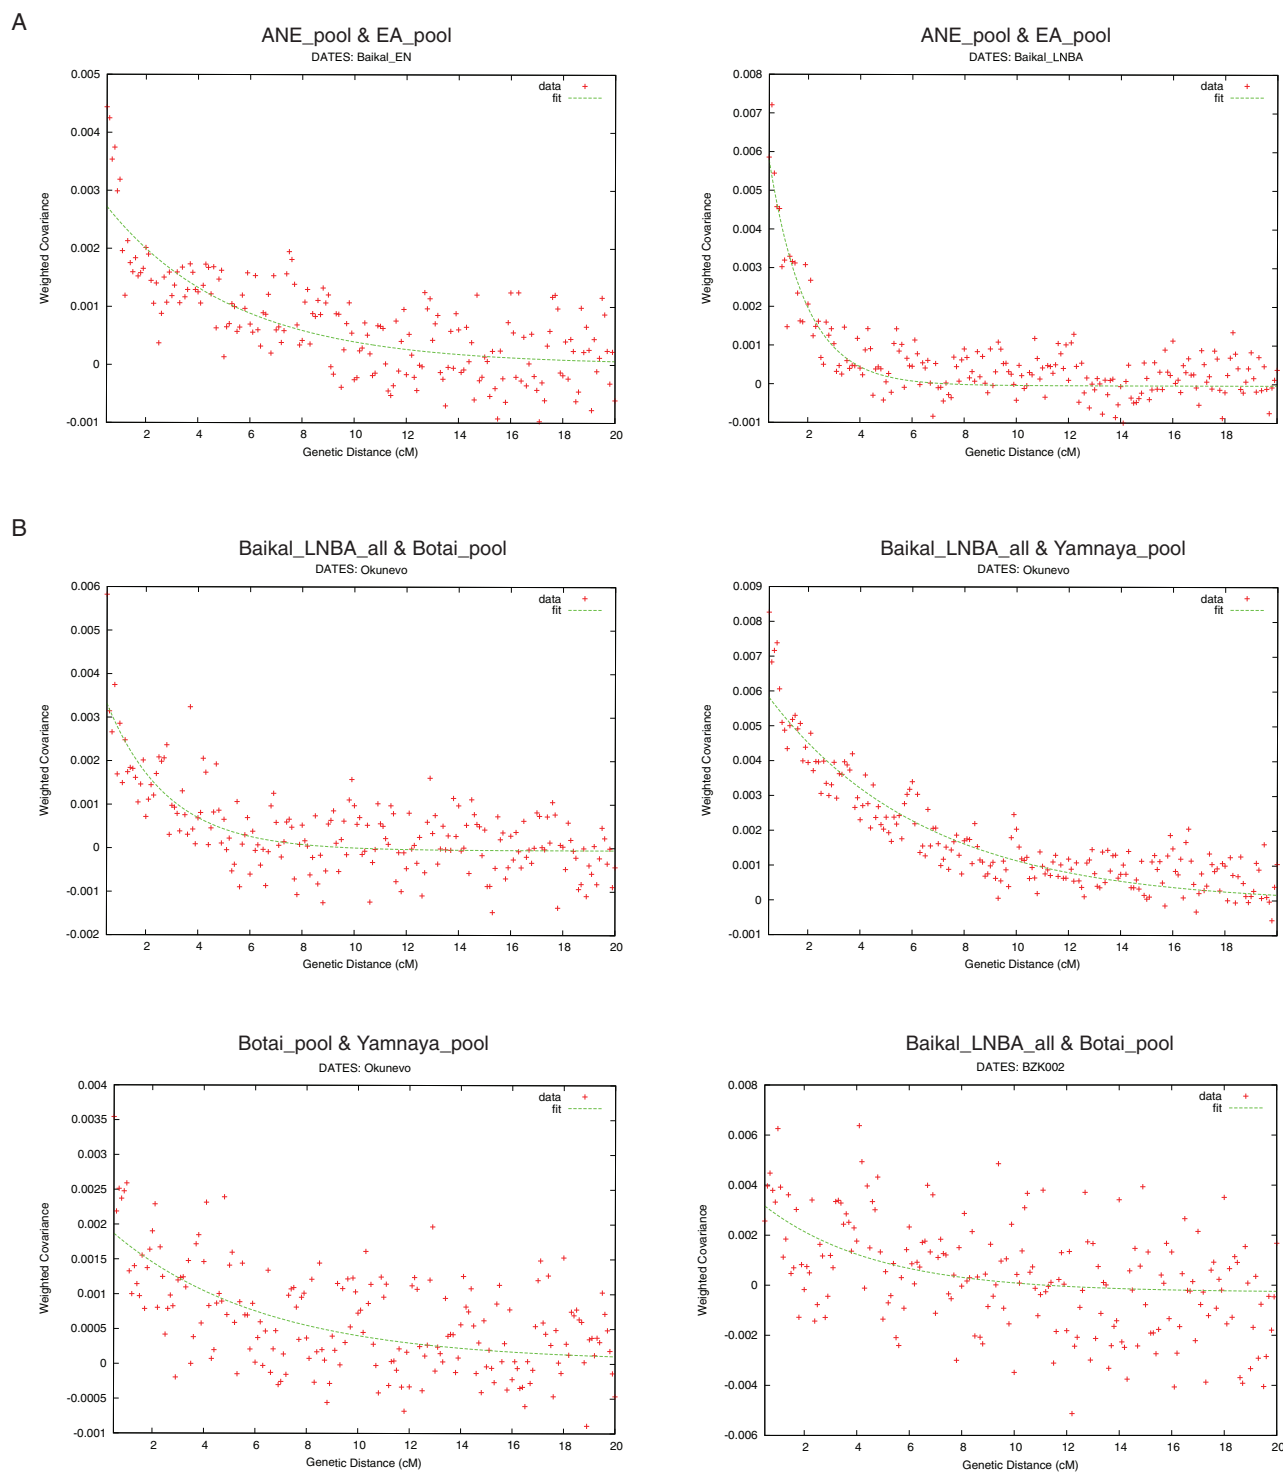 A
ANE_pool & EA_pool
DATES: Baikal_EN
data
fit
0.005
0.004
0.003
0.002
0.001
0
-0.001
Weighted Covariance
2 4 6 8 10 12 14 16 18 20
Genetic Distance (cM)
ANE_pool & EA_pool
DATES: Baikal_LNBA
data
fit
0.008
0.007
0.006
0.005
0.004
0.003
0.002
0.001
0
-0.001
Weighted Covariance
2 4 6 8 10 12 14 16 18 20
Genetic Distance (cM)
B
Baikal_LNBA_all & Botai_pool
DATES: Okunevo
data
fit
0.006
0.005
0.004
0.003
0.002
0.001
0
-0.001
-0.002
Weighted Covariance
2 4 6 8 10 12 14 16 18 20
Genetic Distance (cM)
Baikal_LNBA_all & Yamnaya_pool
DATES: Okunevo
data
fit
0.009
0.008
0.007
0.006
0.005
0.004
0.003
0.002
0.001
0
-0.001
Weighted Covariance
2 4 6 8 10 12 14 16 18 20
Genetic Distance (cM)
Botai_pool & Yamnaya_pool
DATES: Okunevo
data
fit
0.004
0.0035
0.003
0.0025
0.002
0.0015
0.001
0.0005
0
-0.0005
-0.001
Weighted Covariance
2 4 6 8 10 12 14 16 18 20
Genetic Distance (cM)
Baikal_LNBA_all & Botai_pool
DATES: BZK002
data
fit
0.008
0.006
0.004
0.002
0
-0.002
-0.004
-0.006
Weighted Covariance
2 4 6 8 10 12 14 16 18 20
Genetic Distance (cM)